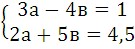 3а – 4в = 1
2а + 5в = 4,5